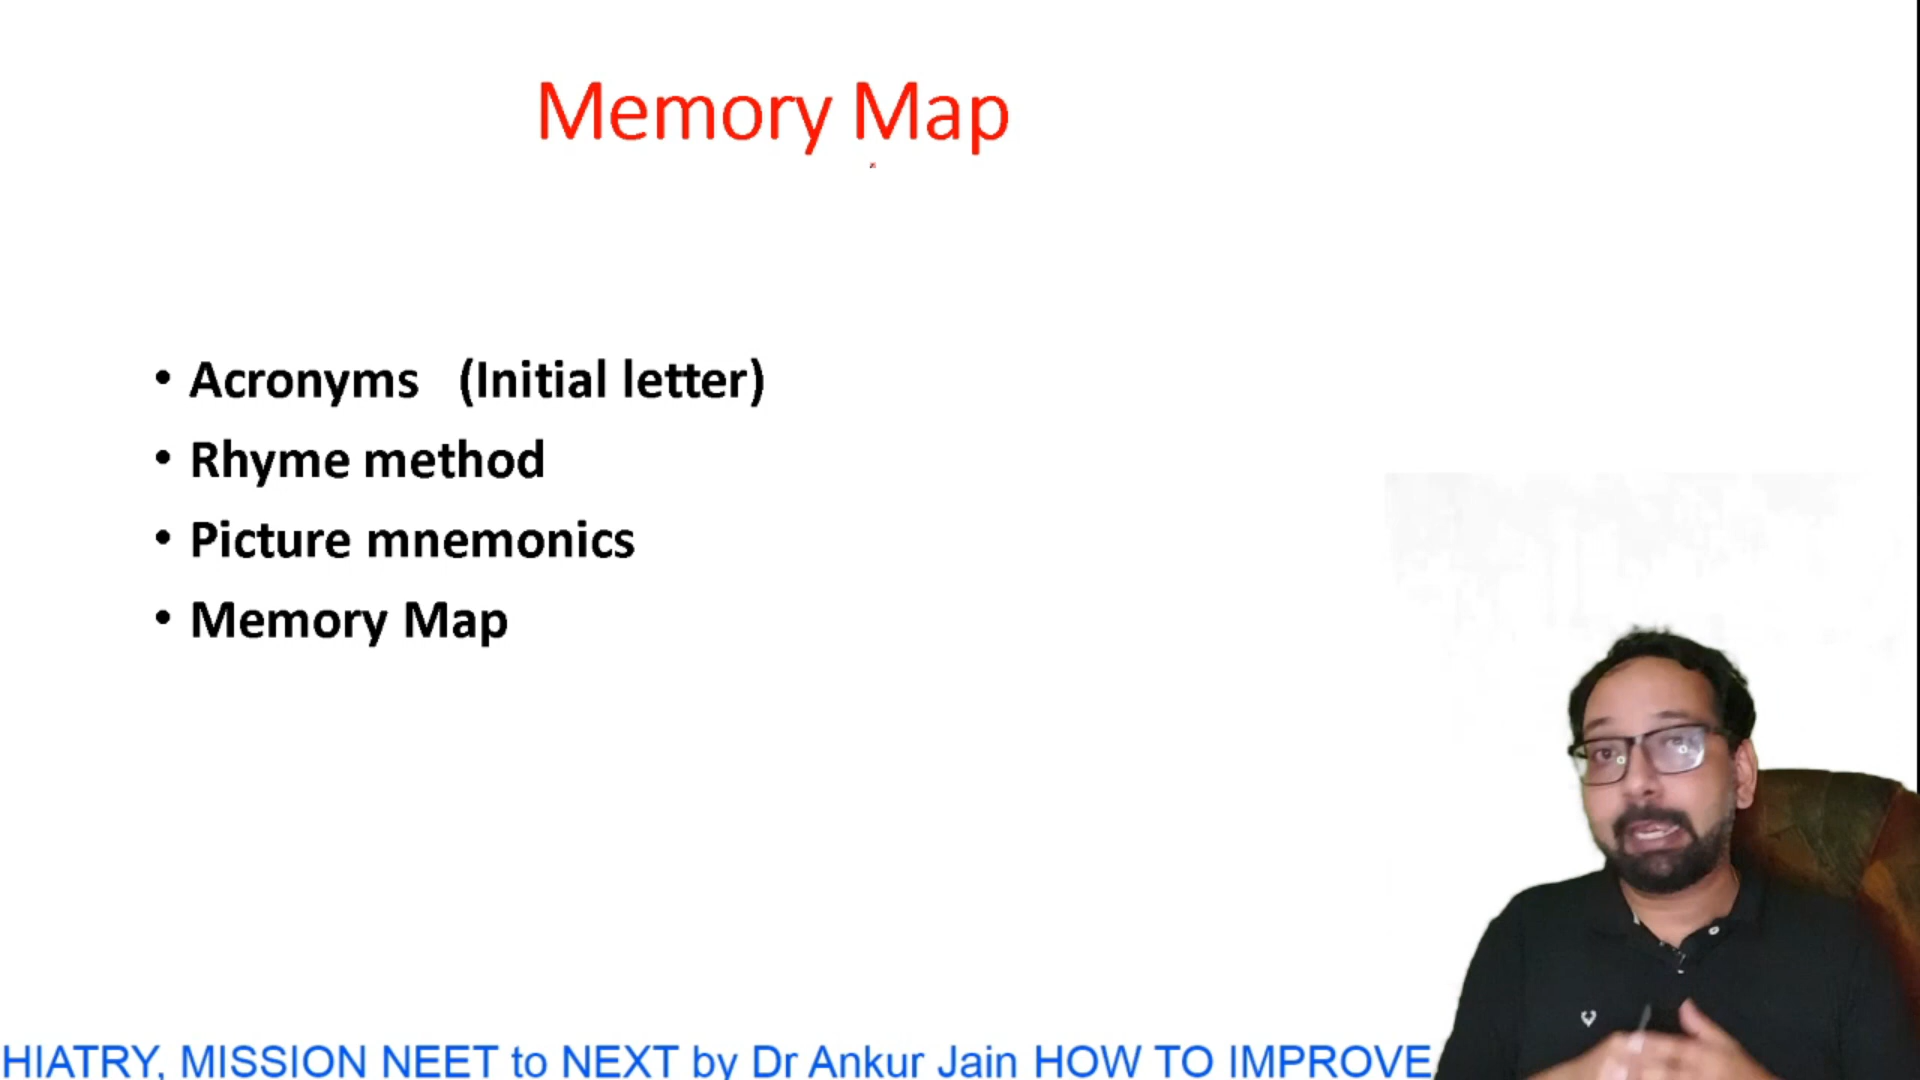 Memory Map
• Acronyms (Initial letter)
• Rhyme method
• Picture mnemonics
• Memory Map
HIATRY, MISSION NEET to NEXT by Dr Ankur Jain HOW TO IMPROVE